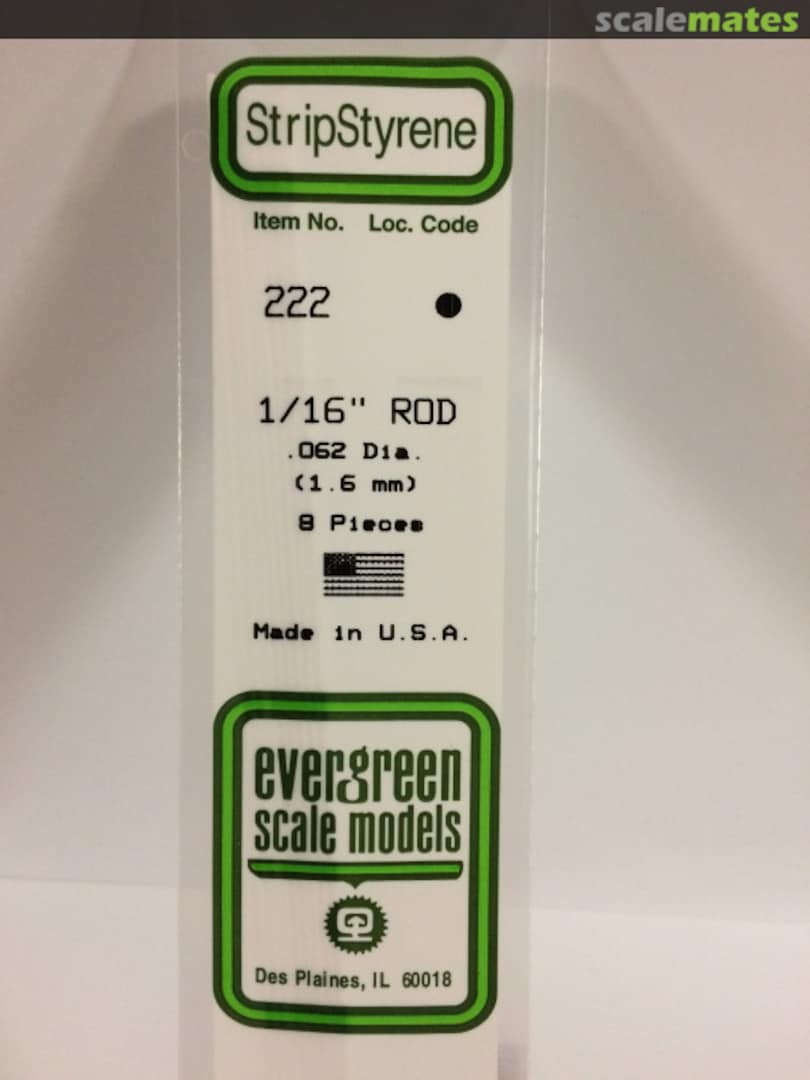 scalemates
StripStyrene
Item No. Loc. Code
222
1/16" ROD
.062 Dia.
(1.6 mm)
8 Pieces
Made in U.S.A.
evergreen
scale models
Des Plaines, IL 60018